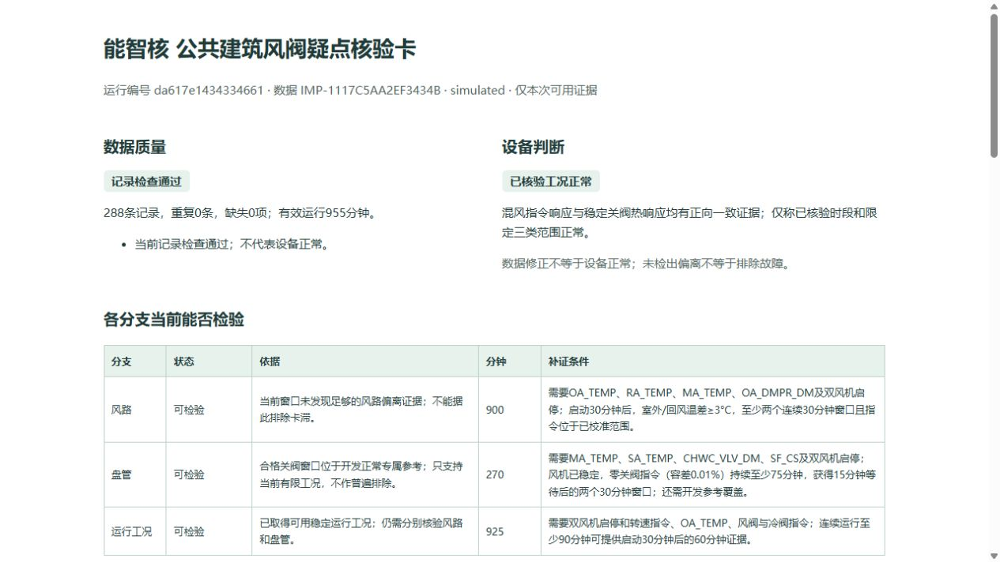 能智核 公共建筑风阀疑点核验卡
运行编号 da617e1434334661 · 数据 IMP-1117C5AA2EF3434B · simulated · 仅本次可用证据
数据质量
记录检查通过
288条记录，重复0条，缺失0项；有效运行955分钟。
• 当前记录检查通过；不代表设备正常。
设备判断
已核验工况正常
混风指令响应与稳定关阀热响应均有正向一致证据；仅称已核验时段和限
定三类范围正常。
数据修正不等于设备正常；未检出偏离不等于排除故障。
各分支当前能否检验
分支 状态 依据 分钟 补证条件
风路 可检验
当前窗口未发现足够的风路偏离证据；不能据
此排除卡滞。
900
需要OA_TEMP、RA_TEMP、MA_TEMP、OA_DMPR_DM及双风机启
停；启动30分钟后，室外/回风温差≥3°C，至少两个连续30分钟窗口且指
令位于已校准范围。
盘管 可检验
合格关阀窗口位于开发正常专属参考；只支持
当前有限工况，不作普遍排除。
270
需要MA_TEMP、SA_TEMP、CHWC_VLV_DM、SF_CS及双风机启停；
风机已稳定，零关阀指令（容差0.01%）持续至少75分钟，获得15分钟等
待后的两个30分钟窗口；还需开发参考覆盖。
运行工况 可检验
已取得可用稳定运行工况；仍需分别核验风路
和盘管。
925
需要双风机启停和转速指令、OA_TEMP、风阀与冷阀指令；连续运行至
少90分钟可提供启动30分钟后的60分钟证据。